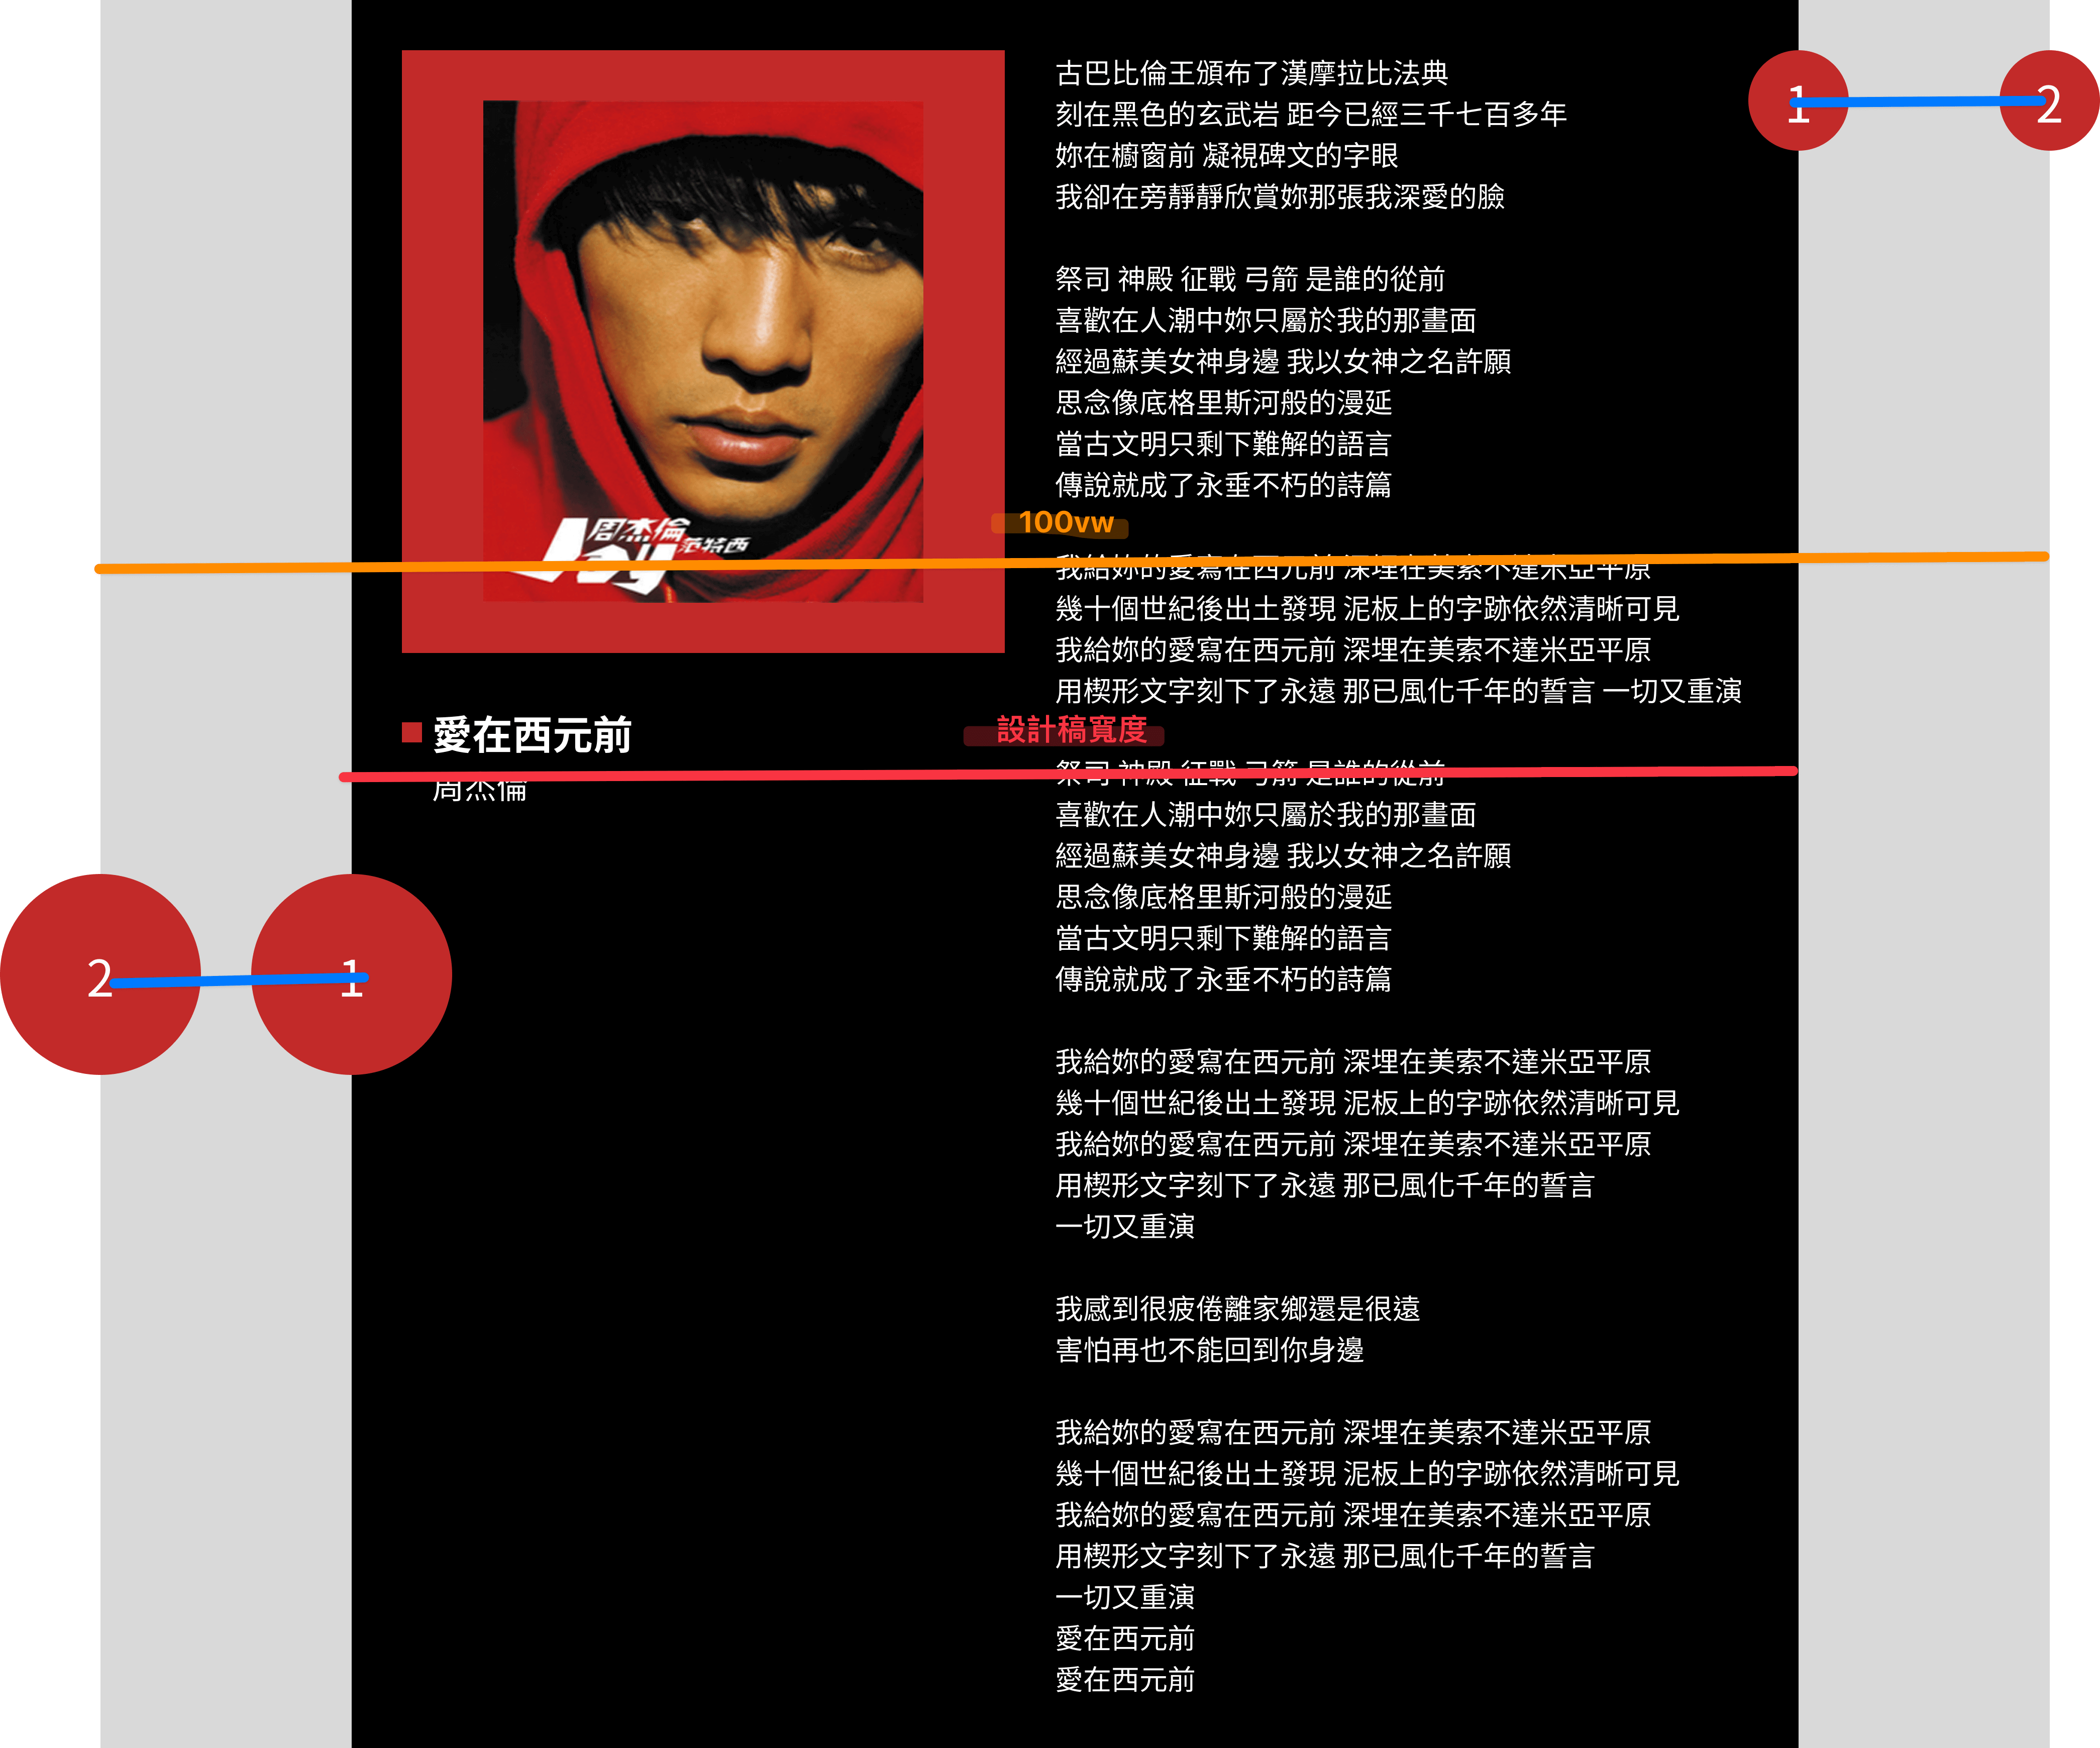 周杰倫
范特西
Jay
愛在西元前
周杰倫
古巴比倫王頒布了漢摩拉比法典
刻在黑色的玄武岩 距今已經三千七百多年
妳在櫥窗前 凝視碑文的字眼
我卻在旁靜靜欣賞妳那張我深愛的臉
祭司 神殿 征戰 弓箭 是誰的從前
喜歡在人潮中妳只屬於我的那畫面
經過蘇美女神身邊 我以女神之名許願
思念像底格里斯河般的漫延
當古文明只剩下難解的語言
傳說就成了永垂不朽的詩篇
100vw
我給妳的愛寫在西元前 深埋在美索不達米亞平原
幾十個世紀後出土發現 泥板上的字跡依然清晰可見
我給妳的愛寫在西元前 深埋在美索不達米亞平原
用楔形文字刻下了永遠 那已風化千年的誓言 一切又重演
設計稿寬度
祭司 神殿 征戰 弓箭 是誰的從前
喜歡在人潮中妳只屬於我的那畫面
經過蘇美女神身邊 我以女神之名許願
思念像底格里斯河般的漫延
當古文明只剩下難解的語言
傳說就成了永垂不朽的詩篇
我給妳的愛寫在西元前 深埋在美索不達米亞平原
幾十個世紀後出土發現 泥板上的字跡依然清晰可見
我給妳的愛寫在西元前 深埋在美索不達米亞平原
用楔形文字刻下了永遠 那已風化千年的誓言
一切又重演
我感到很疲倦離家鄉還是很遠
害怕再也不能回到你身邊
我給妳的愛寫在西元前 深埋在美索不達米亞平原
幾十個世紀後出土發現 泥板上的字跡依然清晰可見
我給妳的愛寫在西元前 深埋在美索不達米亞平原
用楔形文字刻下了永遠 那已風化千年的誓言
一切又重演
愛在西元前
愛在西元前
1
2
2
1